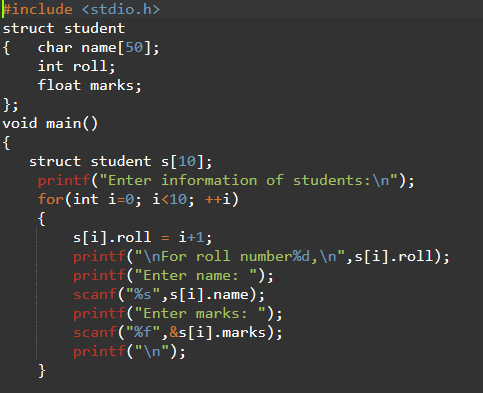 #include <stdio.h>
struct student
{   char name[50];
    int roll;
    float marks;
};
void main()
{
   struct student s[10];
    printf("Enter information of students:\n");
    for(int i=0; i<10; ++i)
    {
        s[i].roll = i+1;
        printf("\nFor roll number%d,\n",s[i].roll);
        printf("Enter name: ");
        scanf("%s",s[i].name);
        printf("Enter marks: ");
        scanf("%f",&s[i].marks);
        printf("\n");
    }